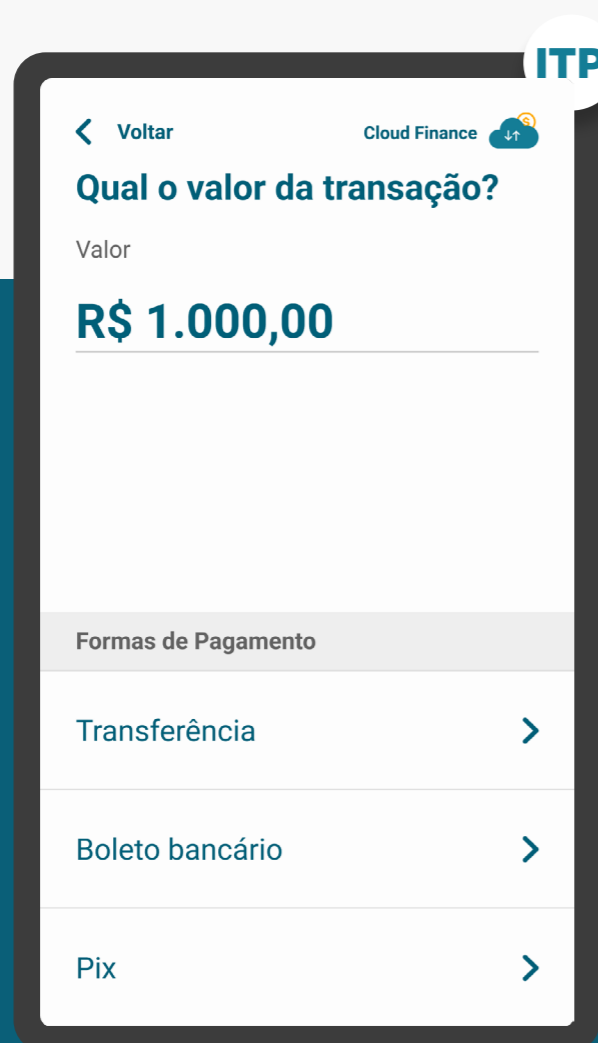 ITP
Voltar
Cloud Finance
Qual o valor da transação?
Valor
R$ 1.000,00
Formas de Pagamento
Transferência
Boleto bancário
Pix